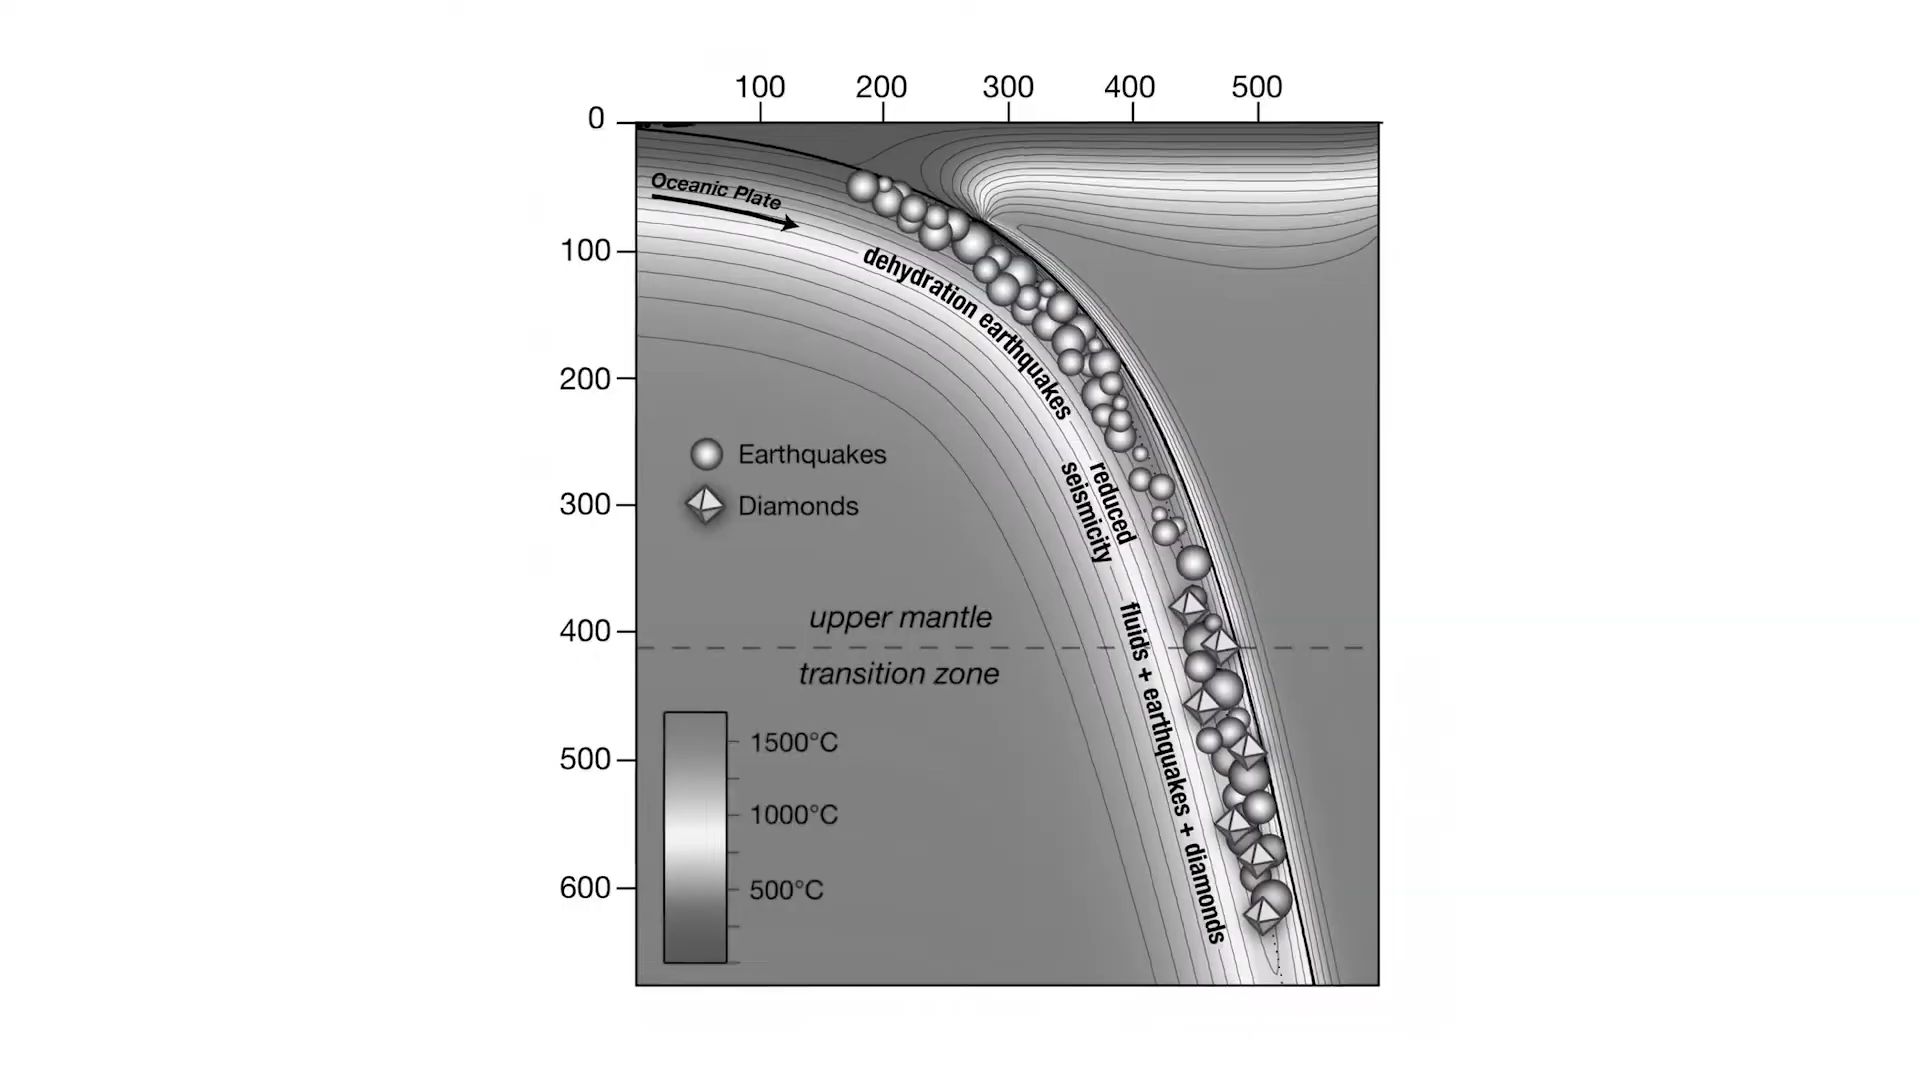 100 200 300 400 500
0
100
200
300
400
500
600
Oceanic Plate
dehydration earthquakes
reduced
seismicity
fluids + earthquakes + diamonds
Earthquakes
Diamonds
upper mantle
transition zone
1500°C
1000°C
500°C